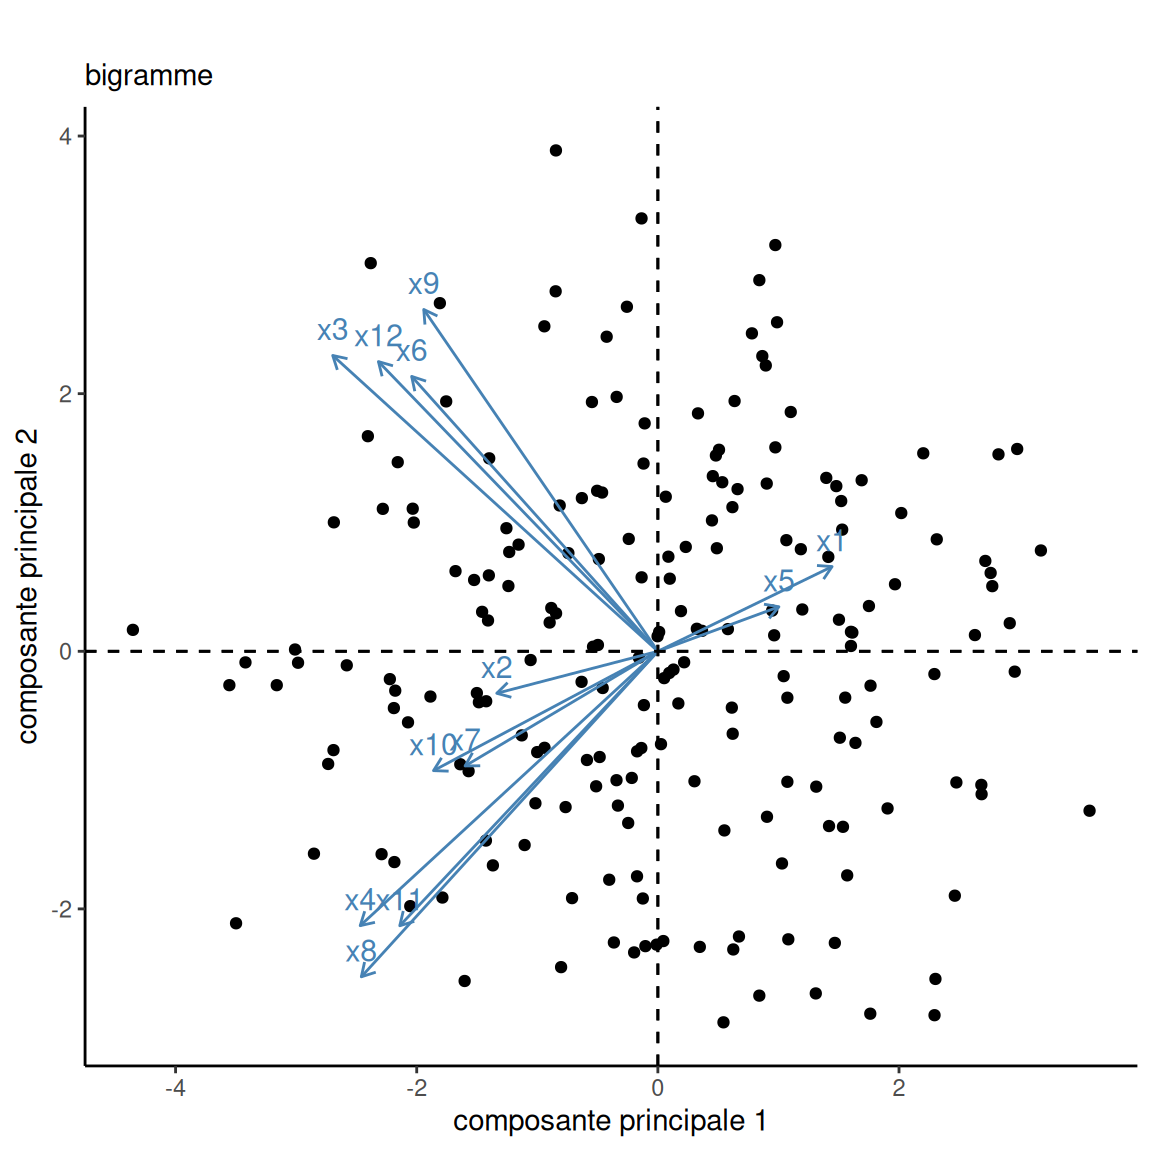 bigramme
4
x9
x3 x12 x6
2
x1
x5
0
x2
x10 x7
x4 x11
-2
x8
composante principale 2
-4 -2 0 2
composante principale 1